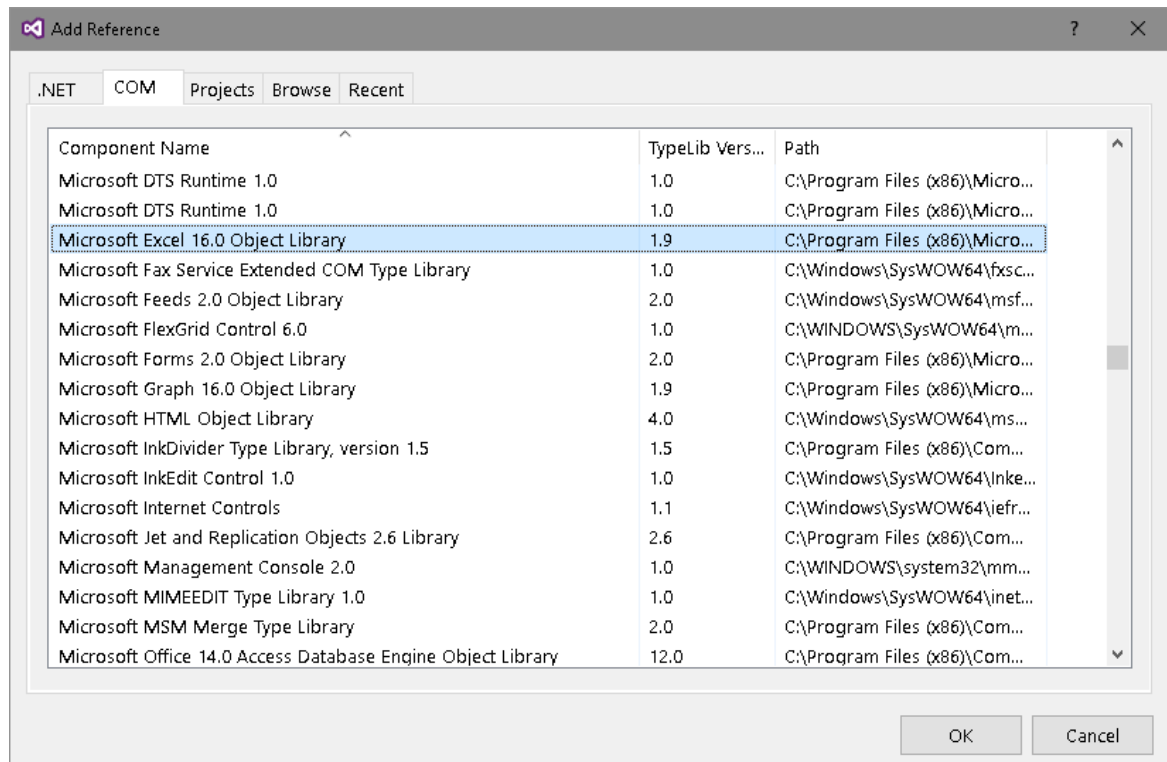 Add Reference ?
.NET COM Projects Browse Recent
Component Name TypeLib Vers... Path
Microsoft DTS Runtime 1.0 1.0 C:\Program Files (x86)\Micro...
Microsoft DTS Runtime 1.0 1.0 C:\Program Files (x86)\Micro...
Microsoft Excel 16.0 Object Library 1.9 C:\Program Files (x86)\Micro...
Microsoft Fax Service Extended COM Type Library 1.0 C:\Windows\SysWOW64\fxsc...
Microsoft Feeds 2.0 Object Library 2.0 C:\Windows\SysWOW64\msf...
Microsoft FlexGrid Control 6.0 1.0 C:\WINDOWS\SysWOW64\m...
Microsoft Forms 2.0 Object Library 2.0 C:\Program Files (x86)\Micro...
Microsoft Graph 16.0 Object Library 1.9 C:\Program Files (x86)\Micro...
Microsoft HTML Object Library 4.0 C:\Windows\SysWOW64\ms...
Microsoft InkDivider Type Library, version 1.5 1.5 C:\Program Files (x86)\Com...
Microsoft InkEdit Control 1.0 1.0 C:\Windows\SysWOW64\Inke...
Microsoft Internet Controls 1.1 C:\Windows\SysWOW64\iefr...
Microsoft Jet and Replication Objects 2.6 Library 2.6 C:\Program Files (x86)\Com...
Microsoft Management Console 2.0 1.0 C:\WINDOWS\system32\mm...
Microsoft MIMEEDIT Type Library 1.0 1.0 C:\Windows\SysWOW64\inet...
Microsoft MSM Merge Type Library 2.0 C:\Program Files (x86)\Com...
Microsoft Office 14.0 Access Database Engine Object Library 12.0 C:\Program Files (x86)\Com...
OK Cancel